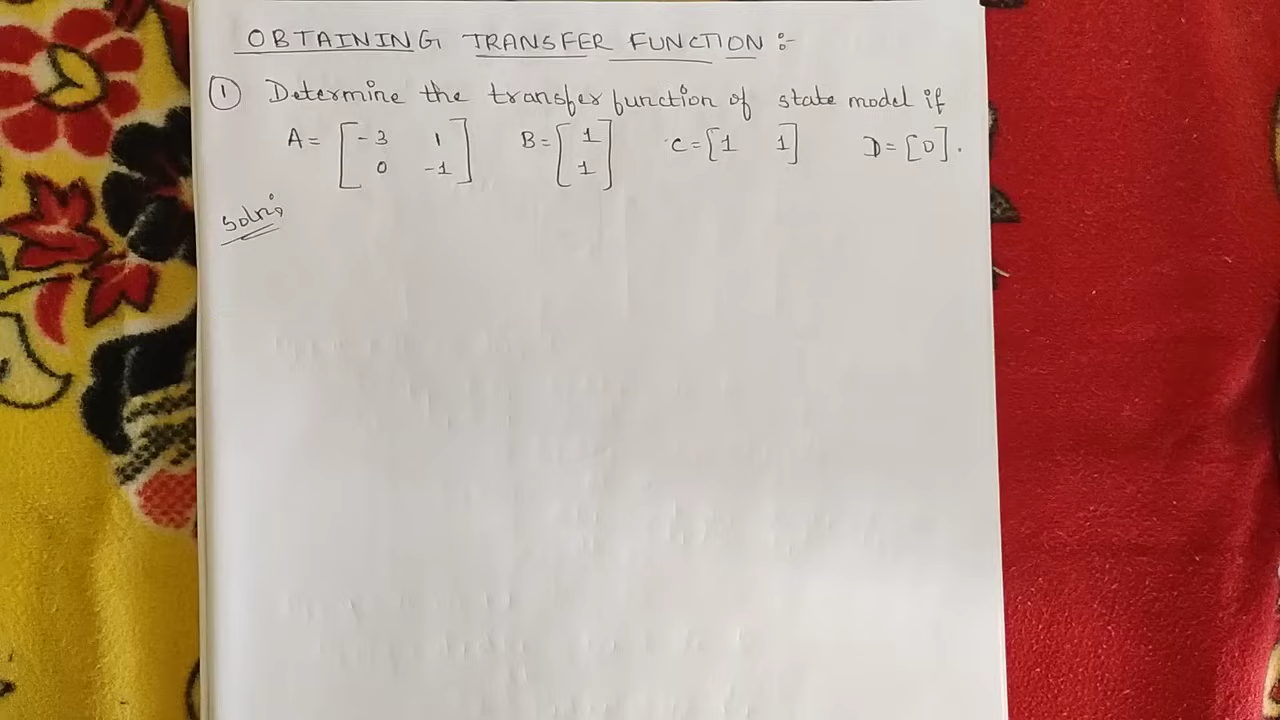 OBTAINING TRANSFER FUNCTION :-
① Determine the transfer function of state model if
A = [ -3 1 B = [ 1 C = [1 1] D = [0].
0 -1 ] 1 ]
Soln: